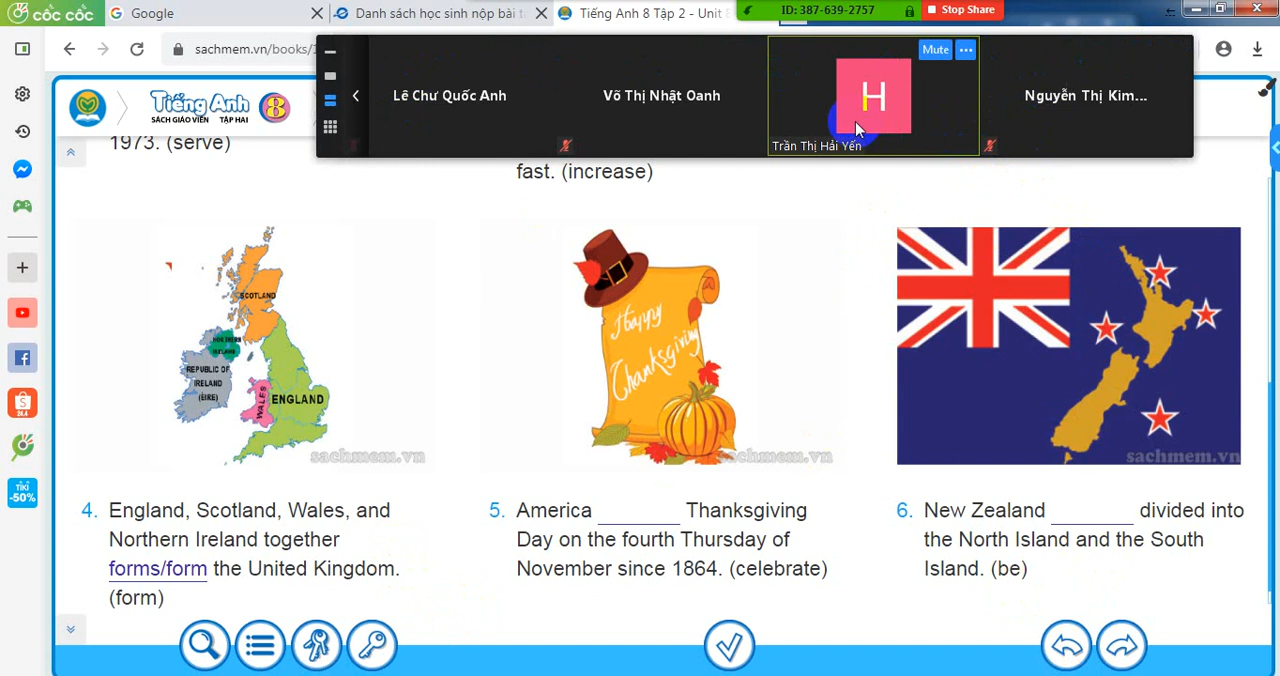 cốc cốc
Google
Danh sách học sinh nộp bài t
Tiếng Anh 8 Tập 2 - Unit
ID: 387-639-2757
Stop Share
sachmem.vn/books/
Lê Chư Quốc Anh
Võ Thị Nhật Oanh
Mute
H
Trần Thị Hải Yến
Nguyễn Thị Kim...
Tiếng Anh 8
SÁCH GIÁO VIÊN TẬP HAI
1973. (serve)
fast. (increase)
SCOTLAND
NORTHERN
IRELAND
REPUBLIC OF
IRELAND
(ÉIRE)
WALES
ENGLAND
sachmem.vn
Happy
Thanksgiving
sachmem.vn
sachmem.vn
4. England, Scotland, Wales, and
Northern Ireland together
forms/form the United Kingdom.
(form)
5. America ________ Thanksgiving
Day on the fourth Thursday of
November since 1864. (celebrate)
6. New Zealand ________ divided into
the North Island and the South
Island. (be)
S
24.4
TIKI
-50%